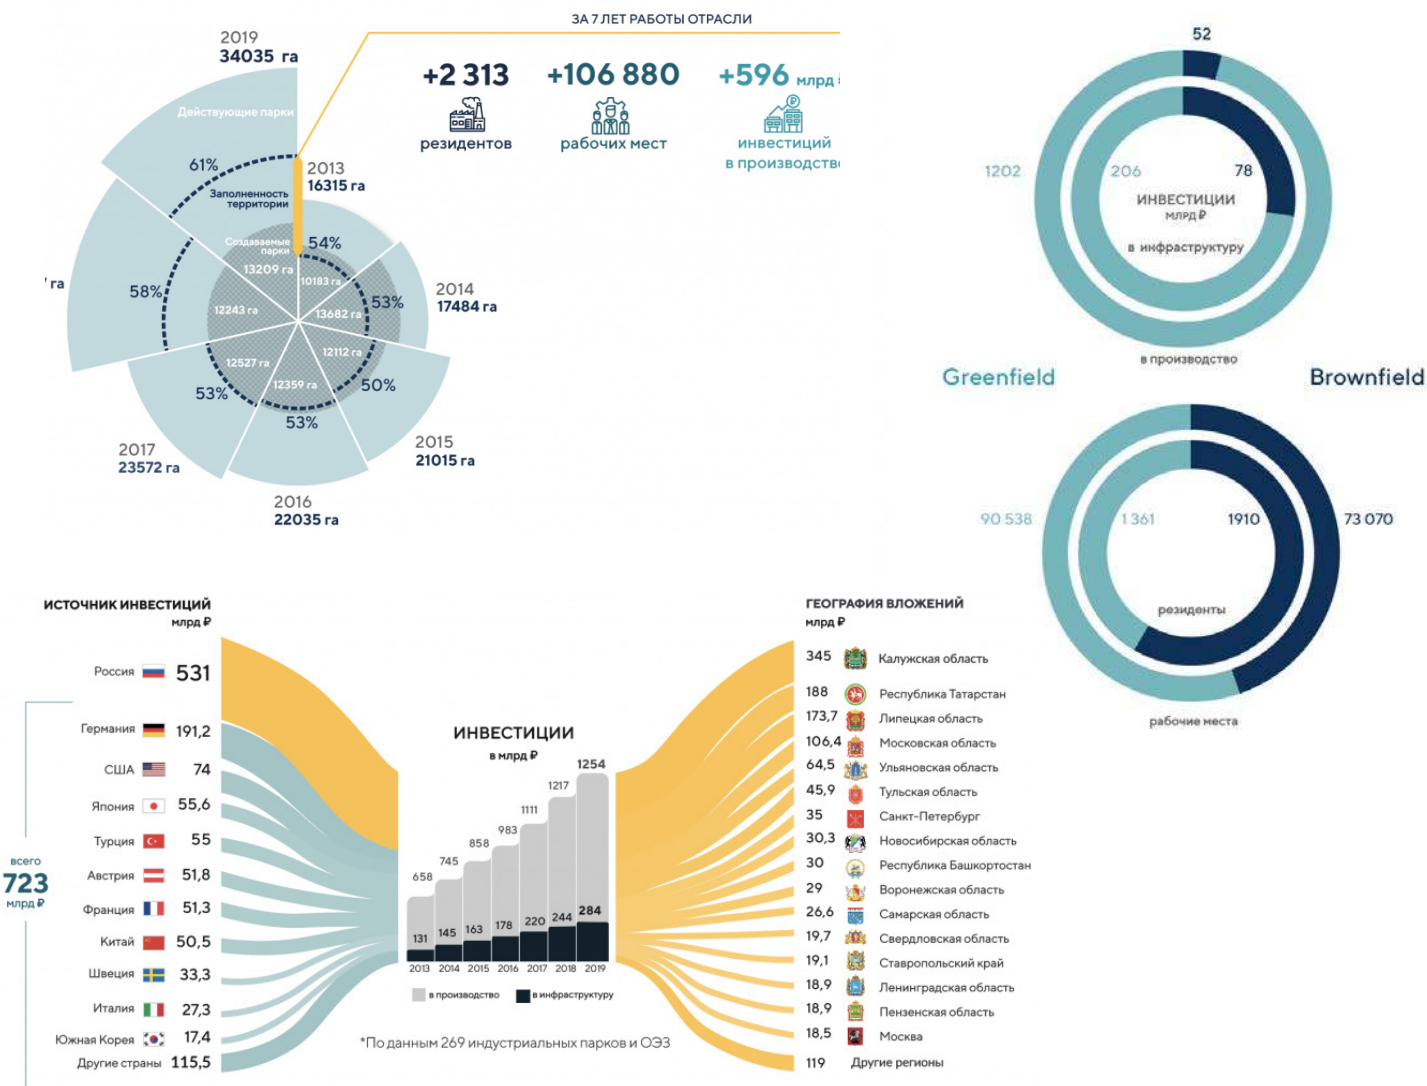 ЗА 7 ЛЕТ РАБОТЫ ОТРАСЛИ
+2 313
резидентов
+106 880
рабочих мест
+596 млрд
инвестиций
в производств
2019
34035 га
Действующие парки
61%
Заполненность
территории
Создаваемые
парки
13209 га
2013
16315 га
54%
10183 га
2014
17484 га
53%
13682 га
2015
21015 га
50%
12112 га
2016
22035 га
53%
12359 га
2017
23572 га
53%
12527 га
га
58%
12243 га
52
1202
206
78
ИНВЕСТИЦИИ
МЛРД ₽
в инфраструктуру
в производство
Greenfield
Brownfield
90 538
1 361
1910
73 070
резиденты
рабочие места
ИСТОЧНИК ИНВЕСТИЦИЙ
млрд ₽
Россия 531
Германия 191,2
США 74
Япония 55,6
Турция 55
Австрия 51,8
Франция 51,3
Китай 50,5
Швеция 33,3
Италия 27,3
Южная Корея 17,4
Другие страны 115,5
всего
723
млрд ₽
ИНВЕСТИЦИИ
в млрд ₽
658
745
858
983
1111
1217
1254
131
145
163
178
220
244
284
2013 2014 2015 2016 2017 2018 2019
в производство
в инфраструктуру
*По данным 269 индустриальных парков и ОЭЗ
ГЕОГРАФИЯ ВЛОЖЕНИЙ
млрд ₽
345 Калужская область
188 Республика Татарстан
173,7 Липецкая область
106,4 Московская область
64,5 Ульяновская область
45,9 Тульская область
35 Санкт-Петербург
30,3 Новосибирская область
30 Республика Башкортостан
29 Воронежская область
26,6 Самарская область
19,7 Свердловская область
19,1 Ставропольский край
18,9 Ленинградская область
18,9 Пензенская область
18,5 Москва
119 Другие регионы